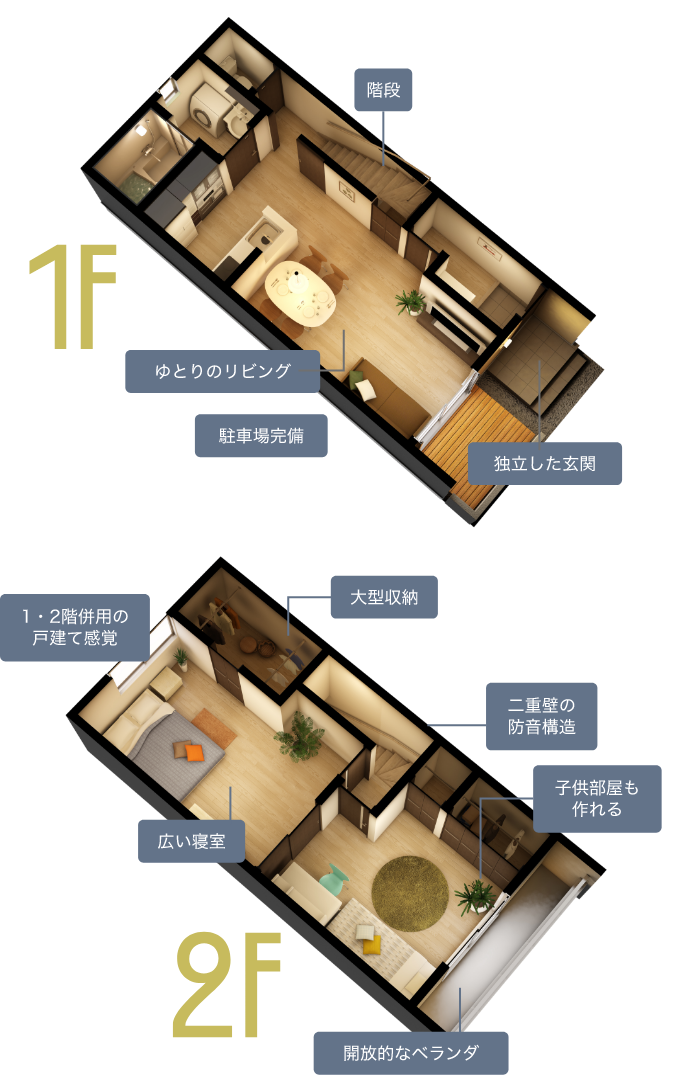 階段
1F
ゆとりのリビング
駐車場完備
独立した玄関
大型収納
1・2階併用の
戸建て感覚
二重壁の
防音構造
子供部屋も
作れる
広い寝室
2F
開放的なベランダ